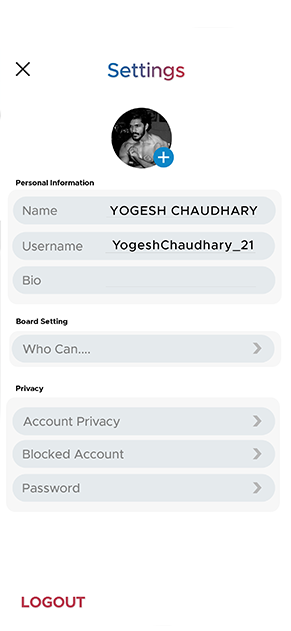 Settings
Personal Information
Name YOGESH CHAUDHARY
Username YogeshChaudhary_21
Bio
Board Setting
Who Can....
Privacy
Account Privacy
Blocked Account
Password
LOGOUT